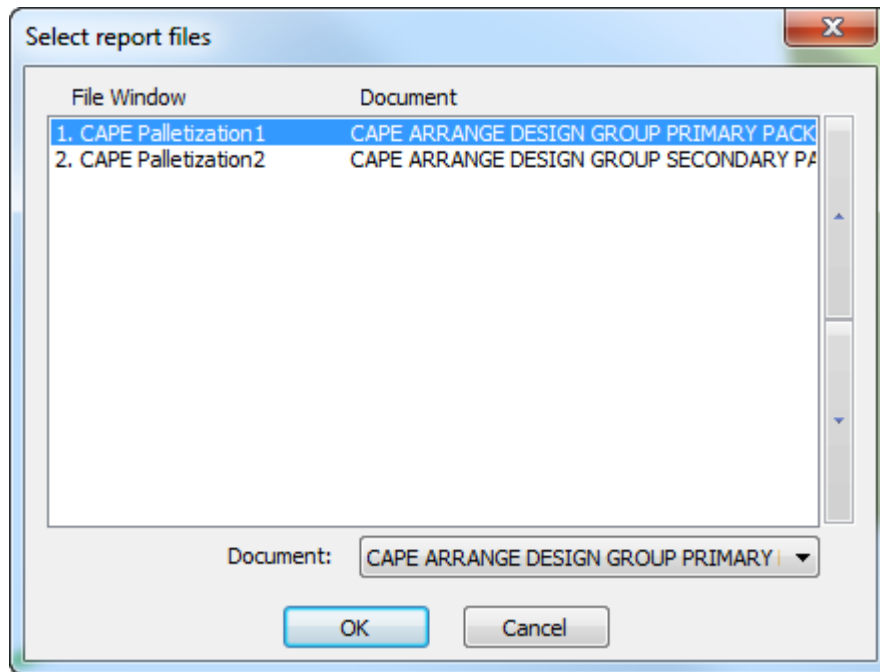 Select report files
File Window Document
1. CAPE Palletization1 CAPE ARRANGE DESIGN GROUP PRIMARY PACK
2. CAPE Palletization2 CAPE ARRANGE DESIGN GROUP SECONDARY PA
Document: CAPE ARRANGE DESIGN GROUP PRIMARY
OK Cancel